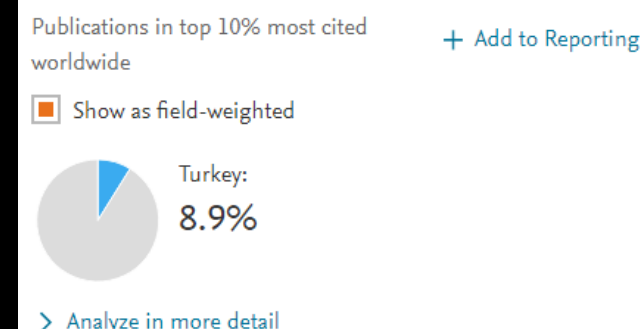 Publications in top 10% most cited
worldwide
+ Add to Reporting
Show as field-weighted
Turkey:
8.9%
> Analyze in more detail